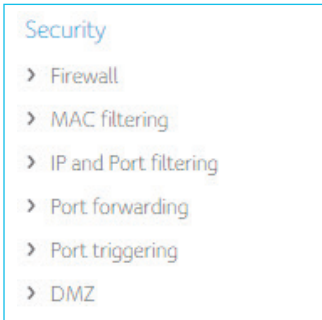 Security
Firewall
MAC filtering
IP and Port filtering
Port forwarding
Port triggering
DMZ